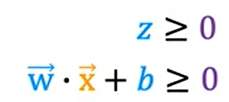 z ≥ 0
w⃗ · x⃗ + b ≥ 0